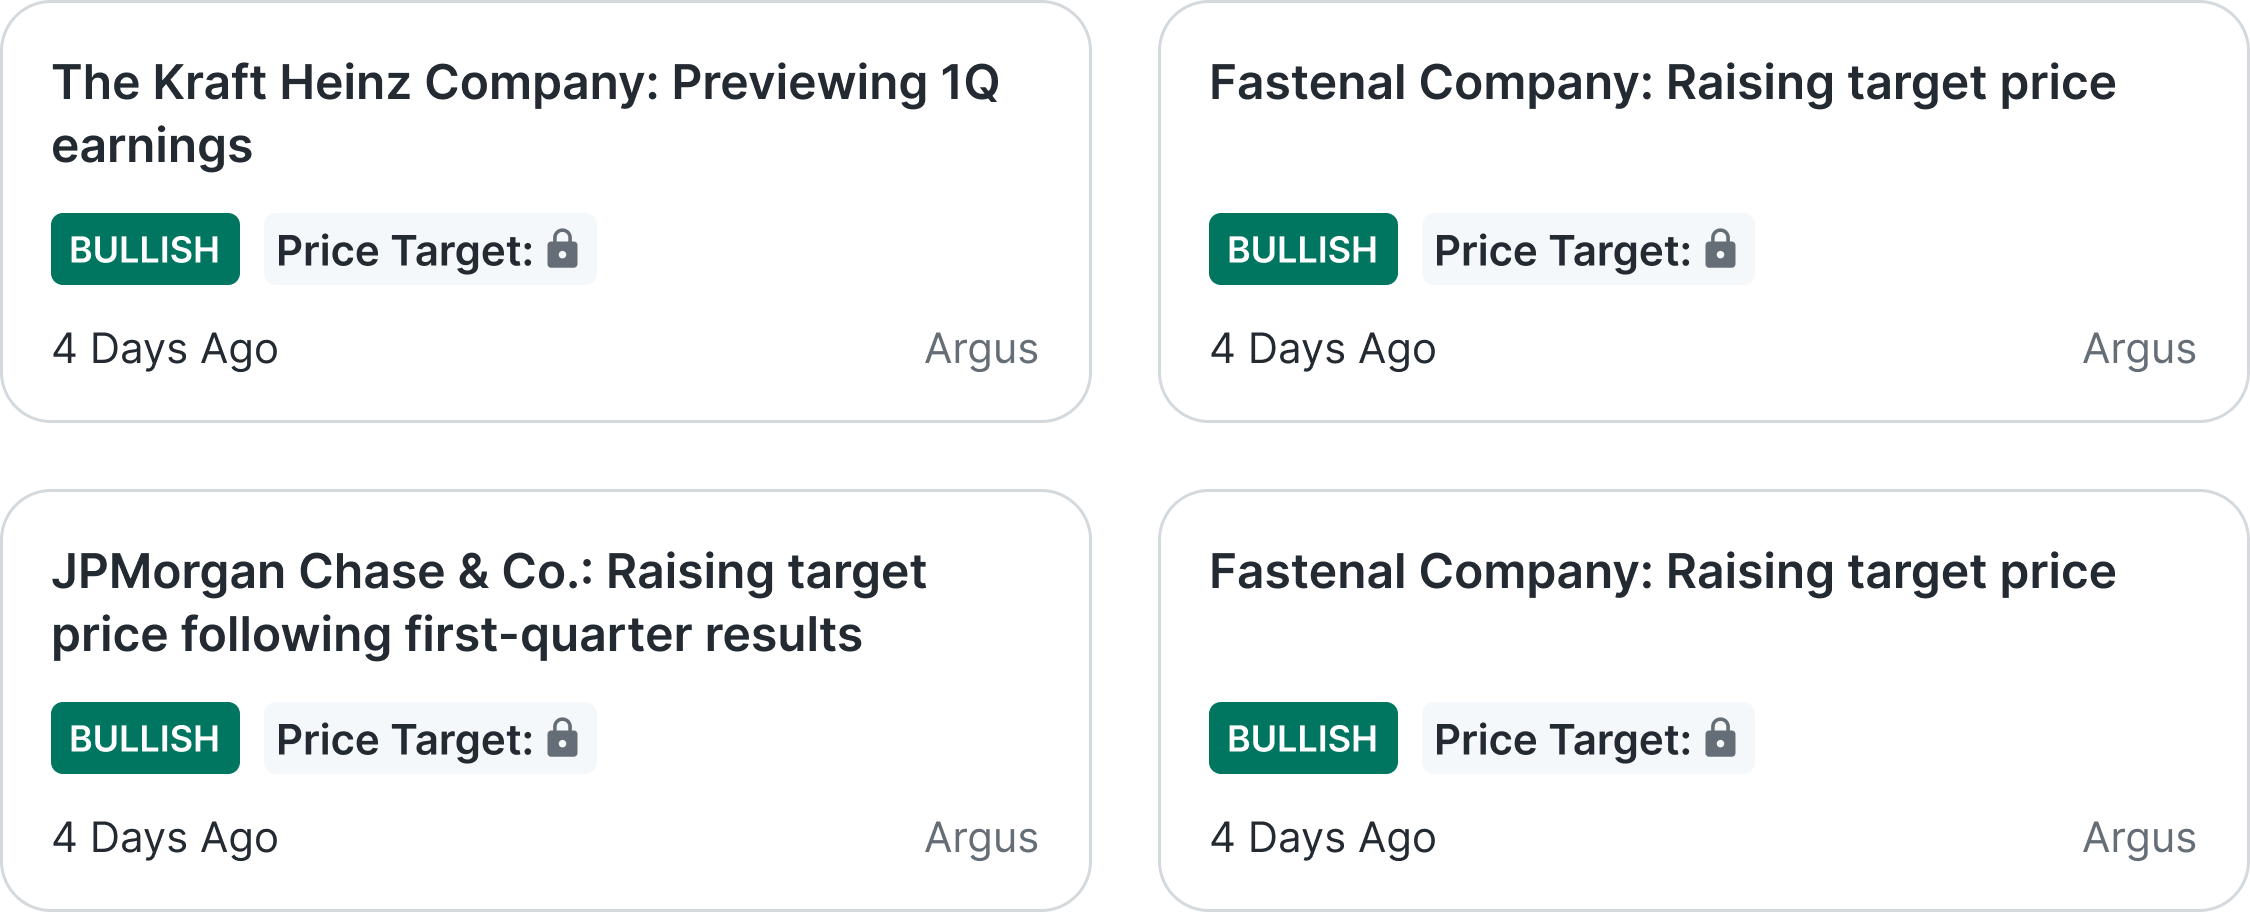 The Kraft Heinz Company: Previewing 1Q
earnings
BULLISH Price Target:
4 Days Ago Argus
Fastenal Company: Raising target price
BULLISH Price Target:
4 Days Ago Argus
JPMorgan Chase & Co.: Raising target
price following first-quarter results
BULLISH Price Target:
4 Days Ago Argus
Fastenal Company: Raising target price
BULLISH Price Target:
4 Days Ago Argus